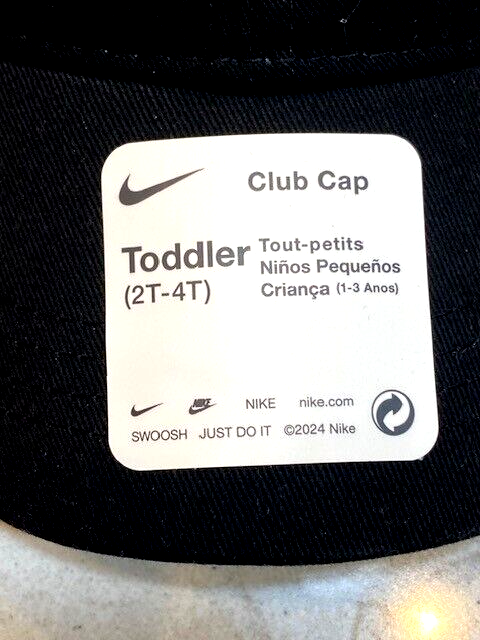 Club Cap
Toddler
(2T-4T)
Tout-petits
Niños Pequeños
Criança (1-3 Anos)
NIKE NIKE nike.com
SWOOSH JUST DO IT ©2024 Nike